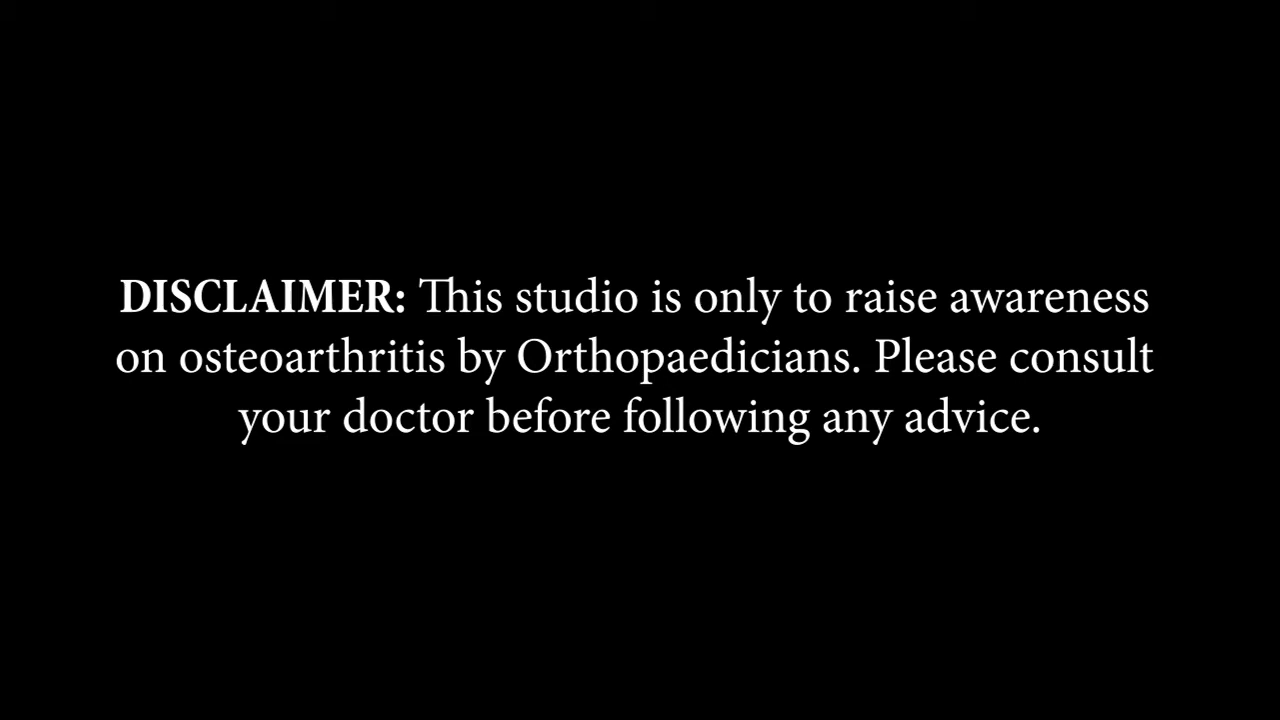 DISCLAIMER: This studio is only to raise awareness
on osteoarthritis by Orthopaedicians. Please consult
your doctor before following any advice.